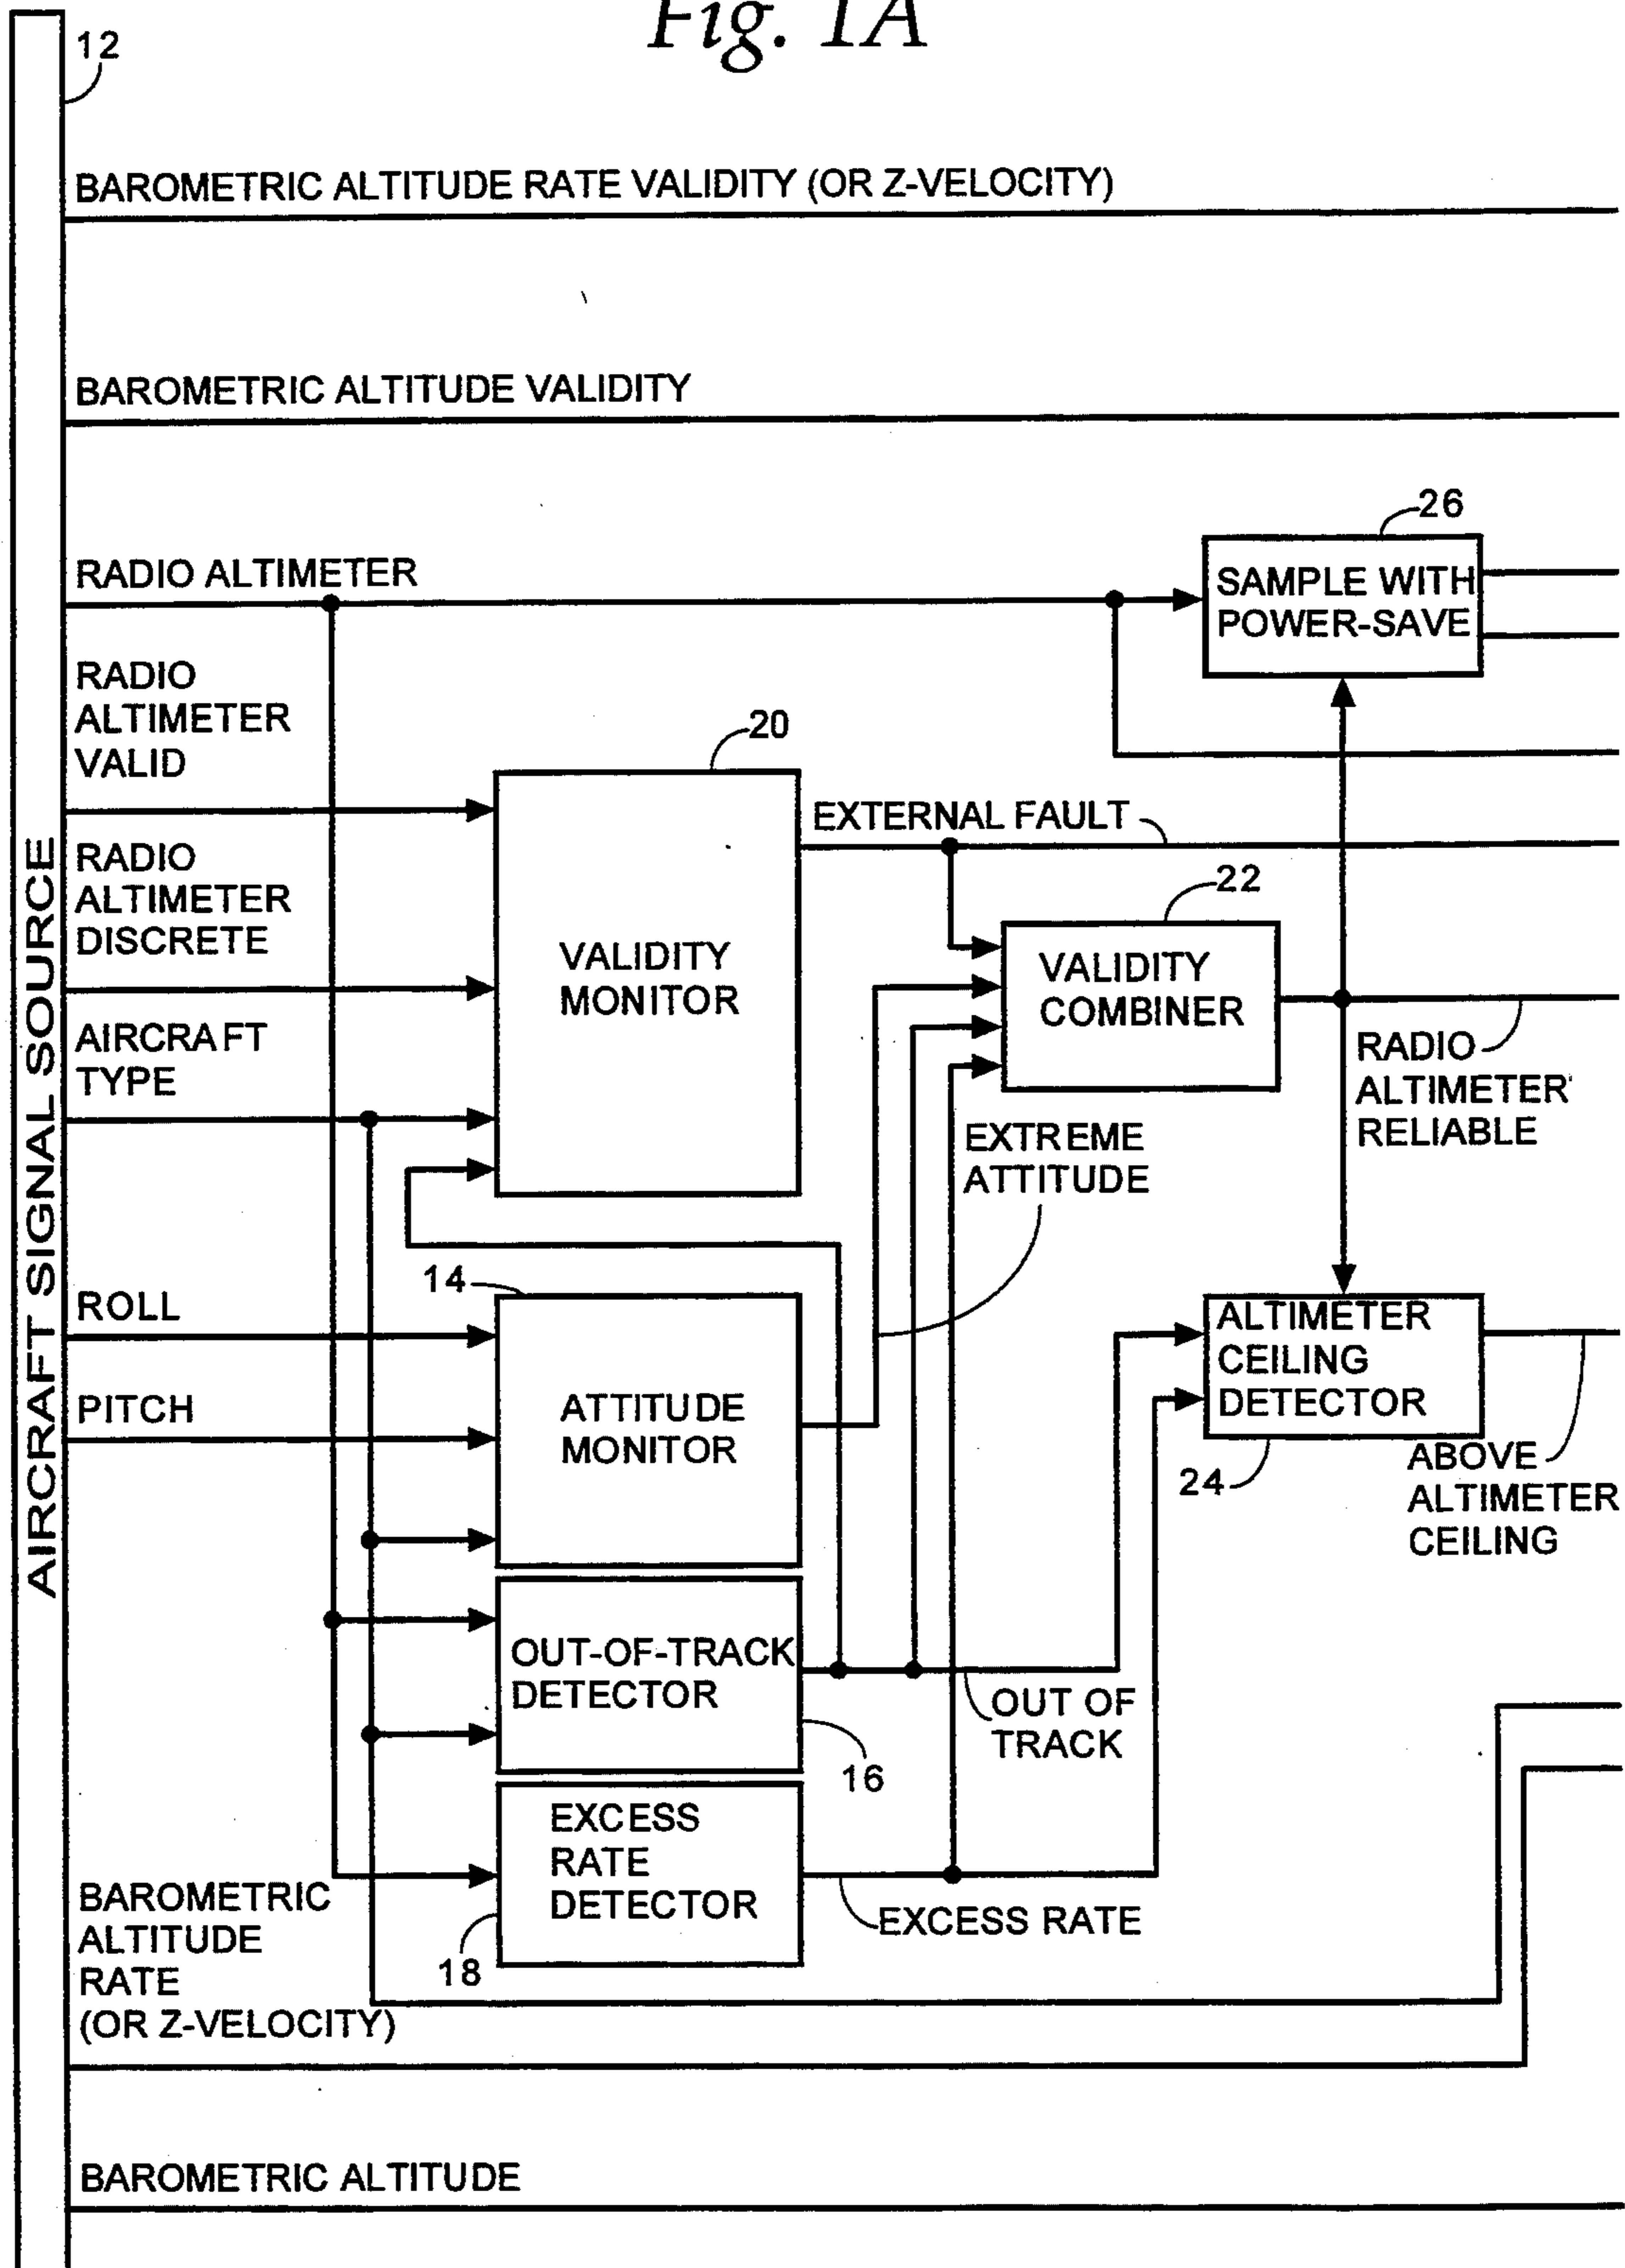 Fig. 1A
12
BAROMETRIC ALTITUDE RATE VALIDITY (OR Z-VELOCITY)
BAROMETRIC ALTITUDE VALIDITY
26
RADIO ALTIMETER
SAMPLE WITH
POWER-SAVE
RADIO
ALTIMETER
VALID
20
EXTERNAL FAULT
RADIO
ALTIMETER
DISCRETE
22
VALIDITY
MONITOR
VALIDITY
COMBINER
AIRCRAFT
TYPE
RADIO
ALTIMETER
RELIABLE
EXTREME
ATTITUDE
AIRCRAFT SIGNAL SOURCE
14
ROLL
ALTIMETER
CEILING
DETECTOR
PITCH
ATTITUDE
MONITOR
24
ABOVE
ALTIMETER
CEILING
OUT-OF-TRACK
DETECTOR
OUT OF
TRACK
16
EXCESS
RATE
DETECTOR
EXCESS RATE
18
BAROMETRIC
ALTITUDE
RATE
(OR Z-VELOCITY)
BAROMETRIC ALTITUDE